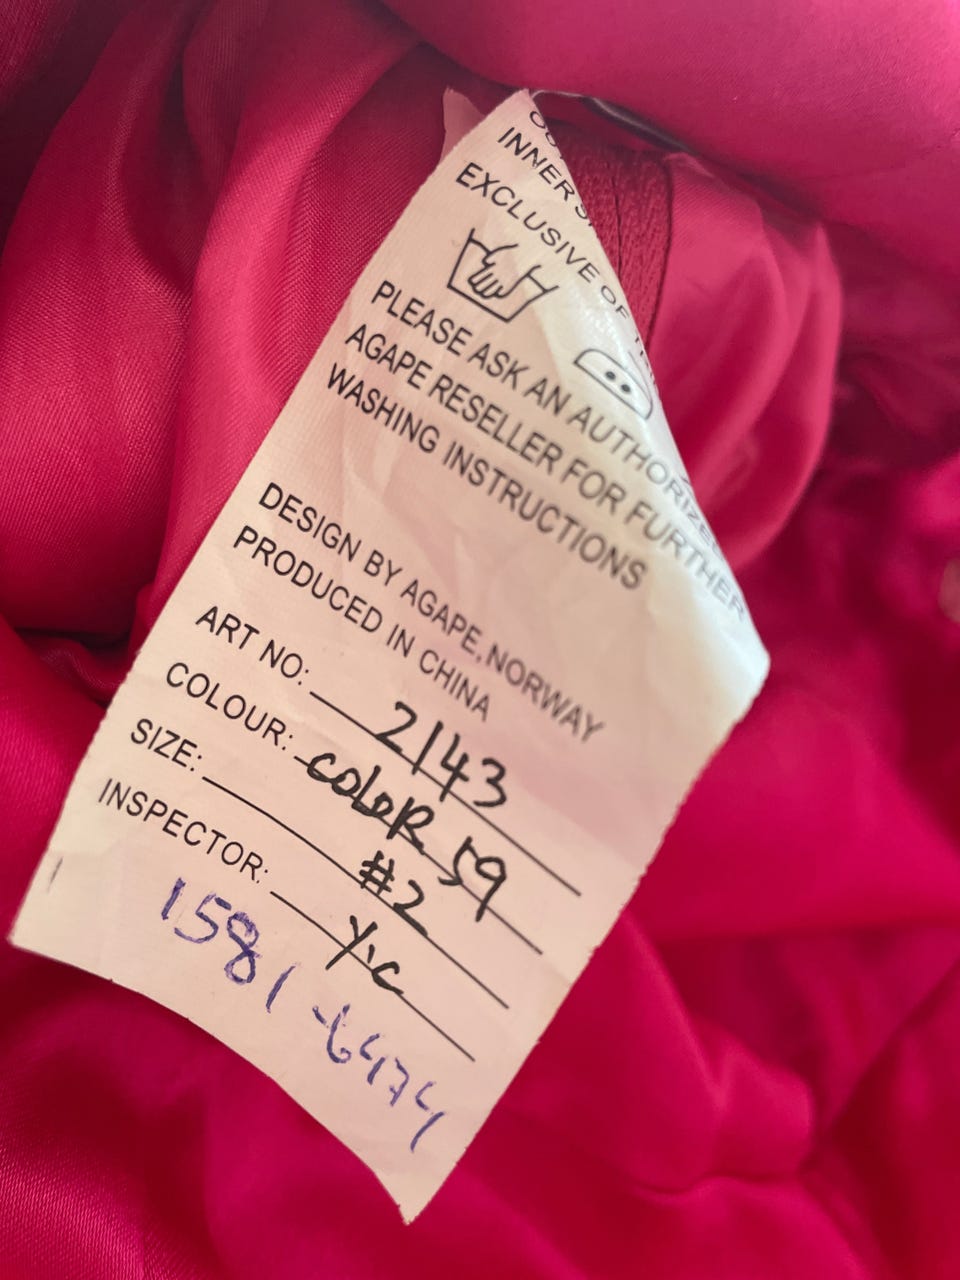 INNER
EXCLUSIVE OF
PLEASE ASK AN AUTHORIZED
AGAPE RESELLER FOR FURTHER
WASHING INSTRUCTIONS
DESIGN BY AGAPE, NORWAY
PRODUCED IN CHINA
ART NO: 2143
COLOUR: COLOR 59
SIZE: #2
INSPECTOR: Y.C
1581-6474